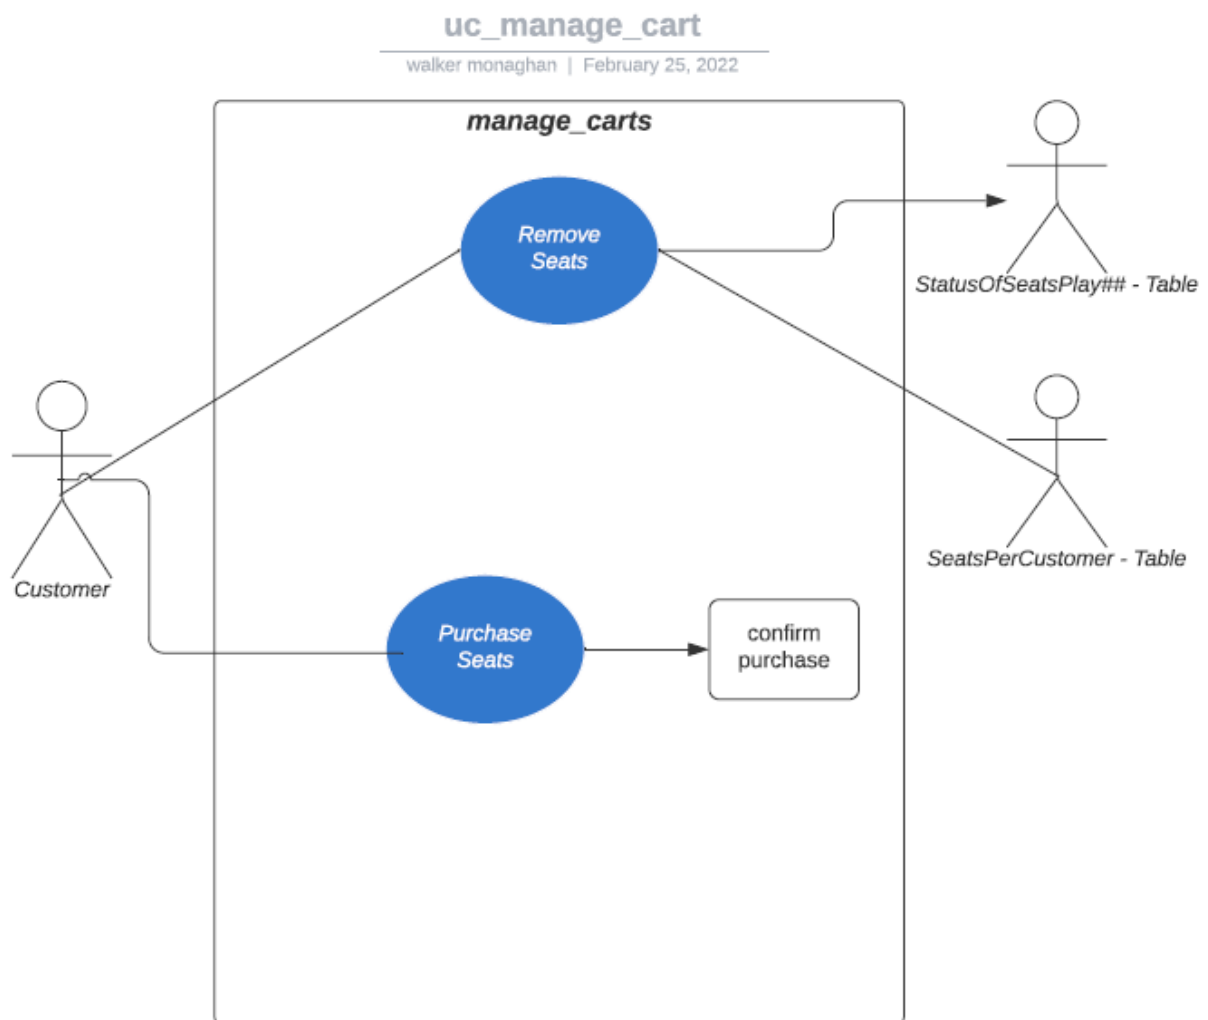 uc_manage_cart
walker monaghan | February 25, 2022
manage_carts
Remove
Seats
StatusOfSeatsPlay## - Table
SeatsPerCustomer - Table
Customer
Purchase
Seats
confirm
purchase